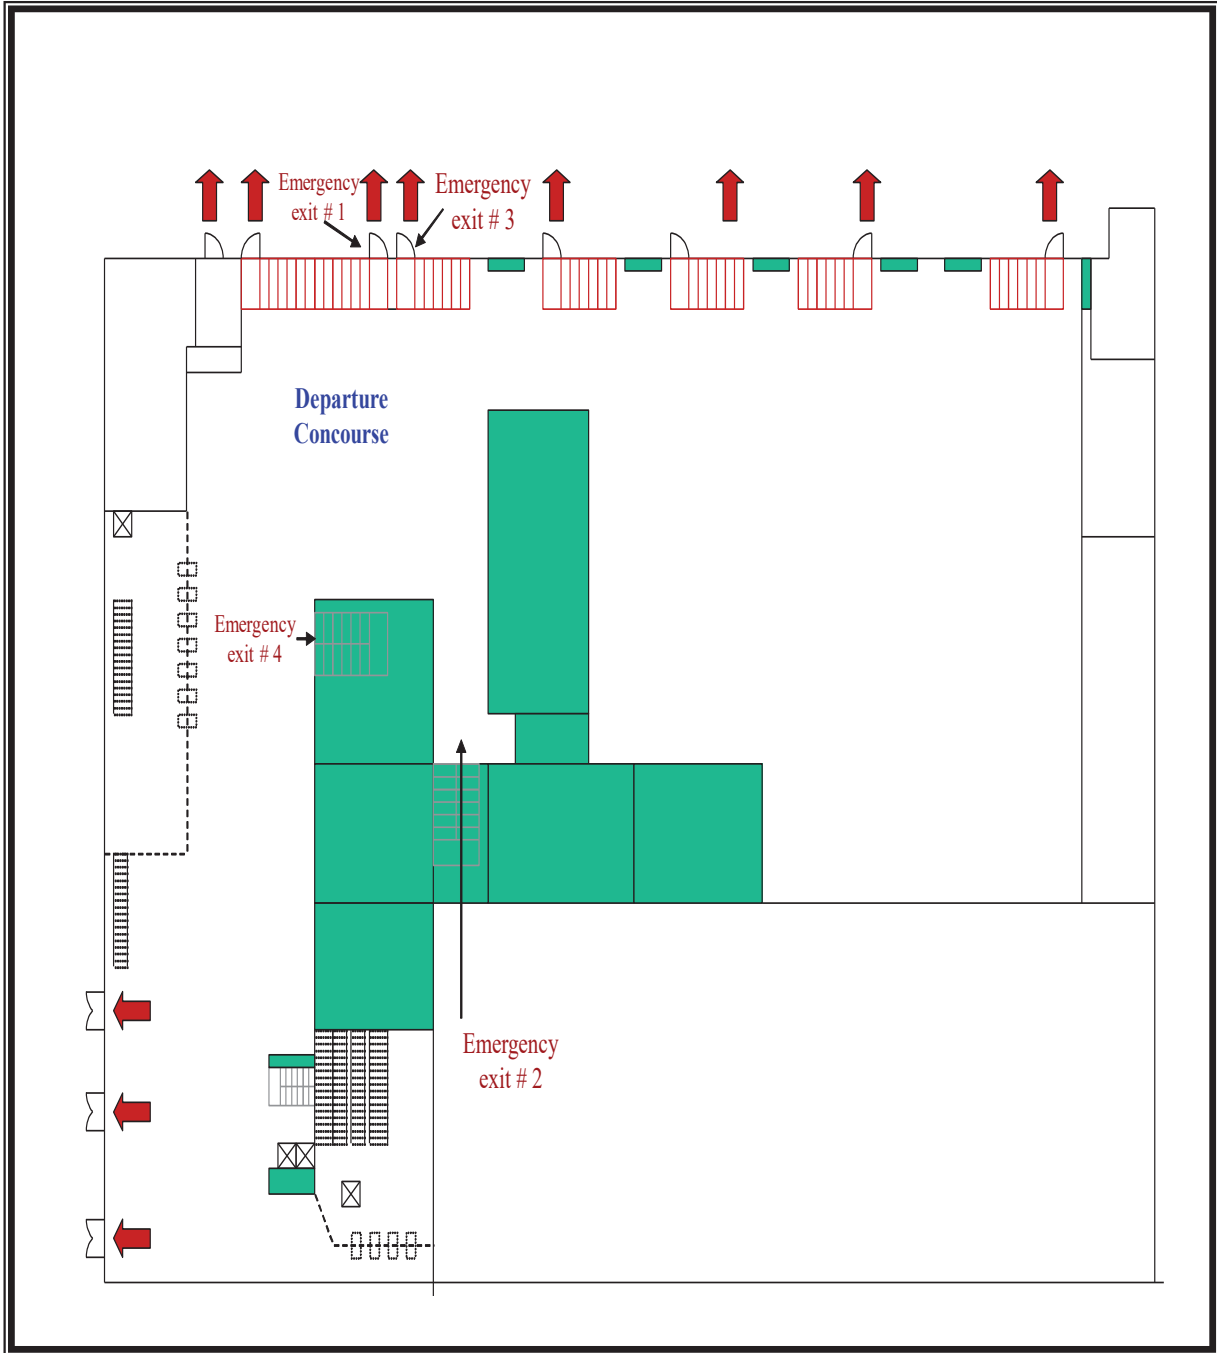 Emergency
exit # 1
Emergency
exit # 3
Departure
Concourse
Emergency
exit # 4
Emergency
exit # 2